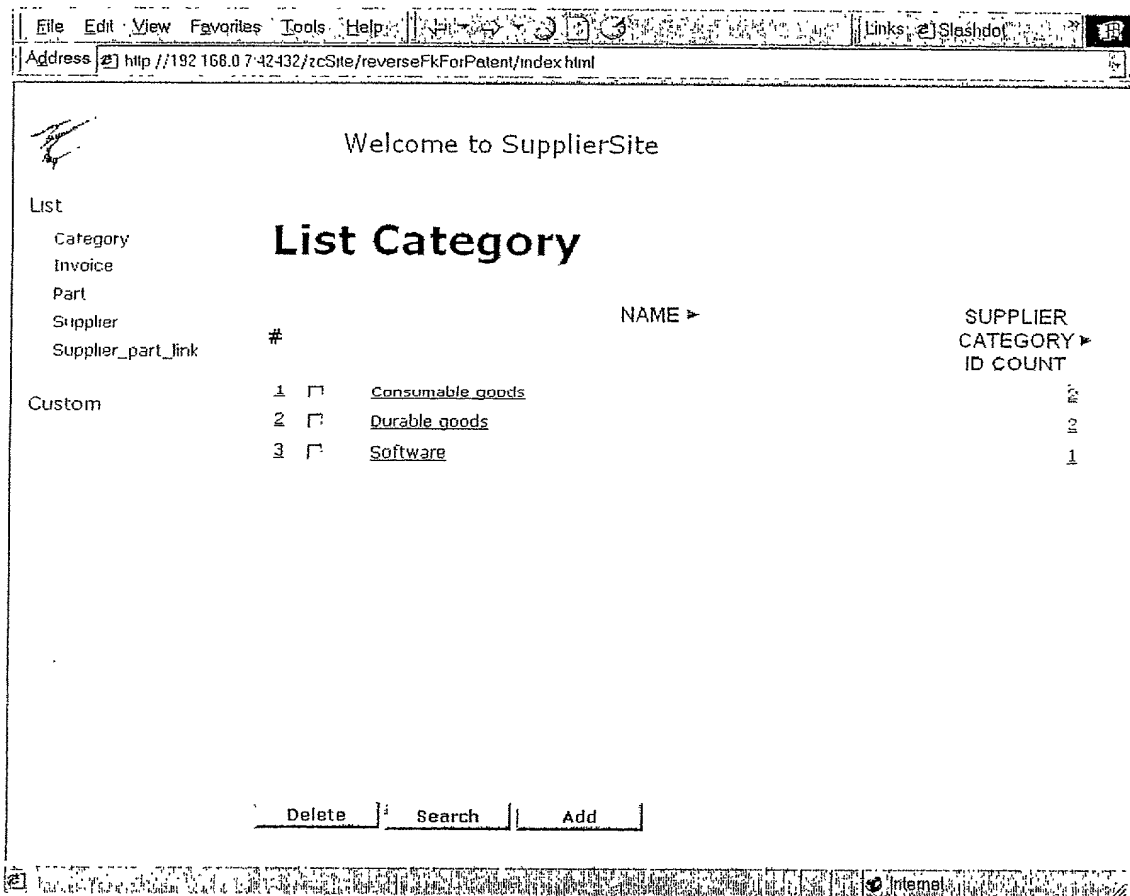 File Edit View Favorites Tools Help Links Slashdot
Address http //192 168.0 7:42432/zcSite/reverseFkForPatent/index html
Welcome to SupplierSite
List
Category
Invoice
Part
Supplier
Supplier_part_link
Custom
List Category
# NAME SUPPLIER
CATEGORY
ID COUNT
1 Consumable goods 2
2 Durable goods 2
3 Software 1
Delete Search Add
Internet